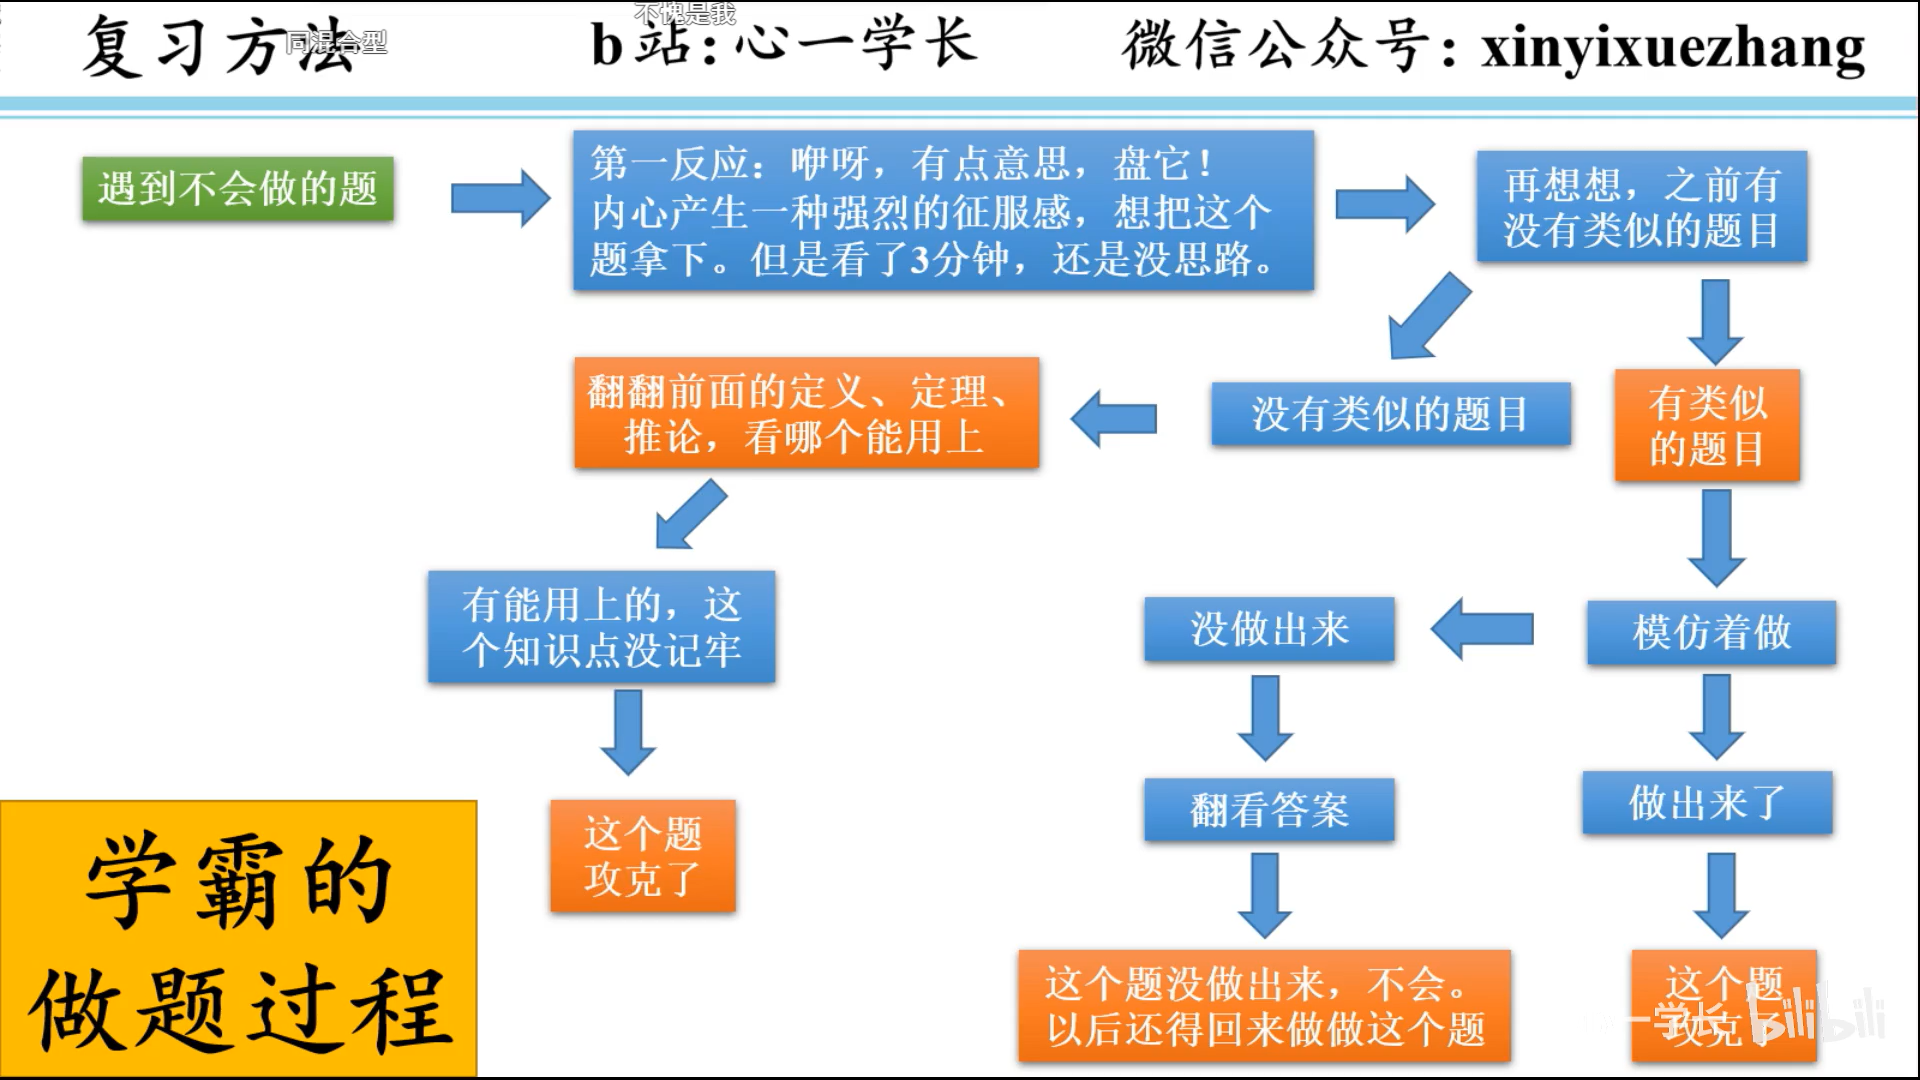 不愧是我
同混合型
复习方法
b站：心一学长
微信公众号：xinyixuezhang
遇到不会做的题
第一反应：咿呀，有点意思，盘它！
内心产生一种强烈的征服感，想把这个
题拿下。但是看了3分钟，还是没思路。
再想想，之前有
没有类似的题目
翻翻前面的定义、定理、
推论，看哪个能用上
没有类似的题目
有类似
的题目
有能用上的，这
个知识点没记牢
没做出来
模仿着做
这个题
攻克了
翻看答案
做出来了
这个题没做出来，不会。
以后还得回来做做这个题
这个题
攻克了
一学长 bilibili
学霸的
做题过程